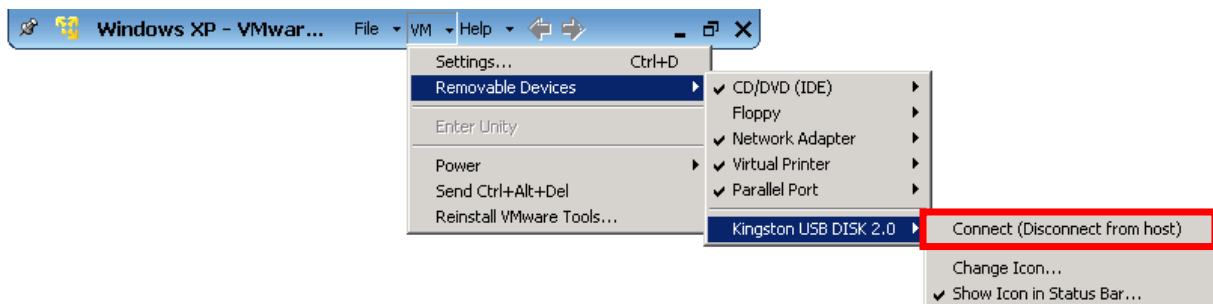 Windows XP - VMwar... File VM Help
Settings... Ctrl+D
Removable Devices
Enter Unity
Power
Send Ctrl+Alt+Del
Reinstall VMware Tools...
CD/DVD (IDE)
Floppy
Network Adapter
Virtual Printer
Parallel Port
Kingston USB DISK 2.0
Connect (Disconnect from host)
Change Icon...
Show Icon in Status Bar...